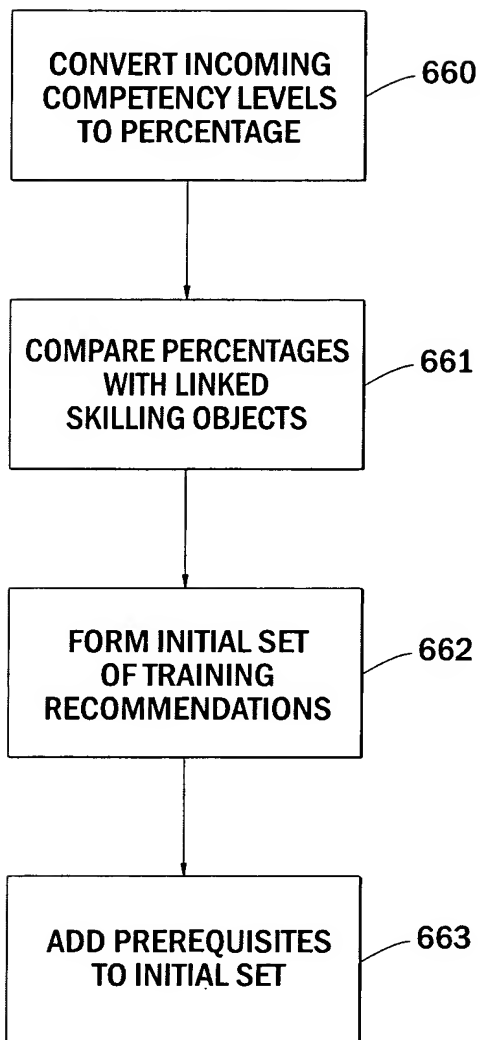 CONVERT INCOMING
COMPETENCY LEVELS
TO PERCENTAGE
660
COMPARE PERCENTAGES
WITH LINKED
SKILLING OBJECTS
661
FORM INITIAL SET
OF TRAINING
RECOMMENDATIONS
662
ADD PREREQUISITES
TO INITIAL SET
663